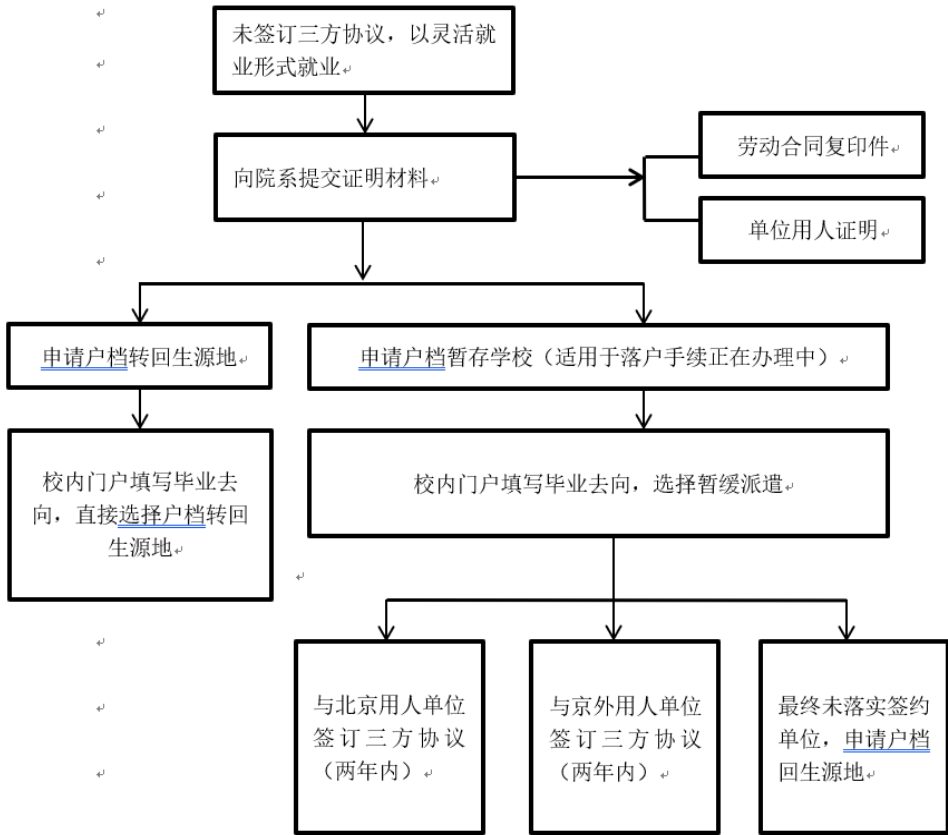 未签订三方协议，以灵活就
业形式就业
向院系提交证明材料
劳动合同复印件
单位用人证明
申请户档转回生源地
申请户档暂存学校（适用于落户手续正在办理中）
校内门户填写毕业去
向，直接选择户档转回
生源地
校内门户填写毕业去向，选择暂缓派遣
与北京用人单位
签订三方协议
（两年内）
与京外用人单位
签订三方协议
（两年内）
最终未落实签约
单位，申请户档
回生源地